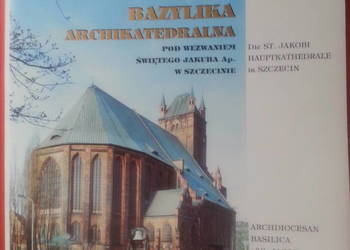 BAZYLIKA
ARCHIKATEDRALNA
POD WEZWANIEM
ŚWIĘTEGO JAKUBA Ap.
W SZCZECINIE
Die ST. JAKOBI
HAUPTKATHEDRALE
in SZCZECIN
ARCHDIOCESAN
BASILICA